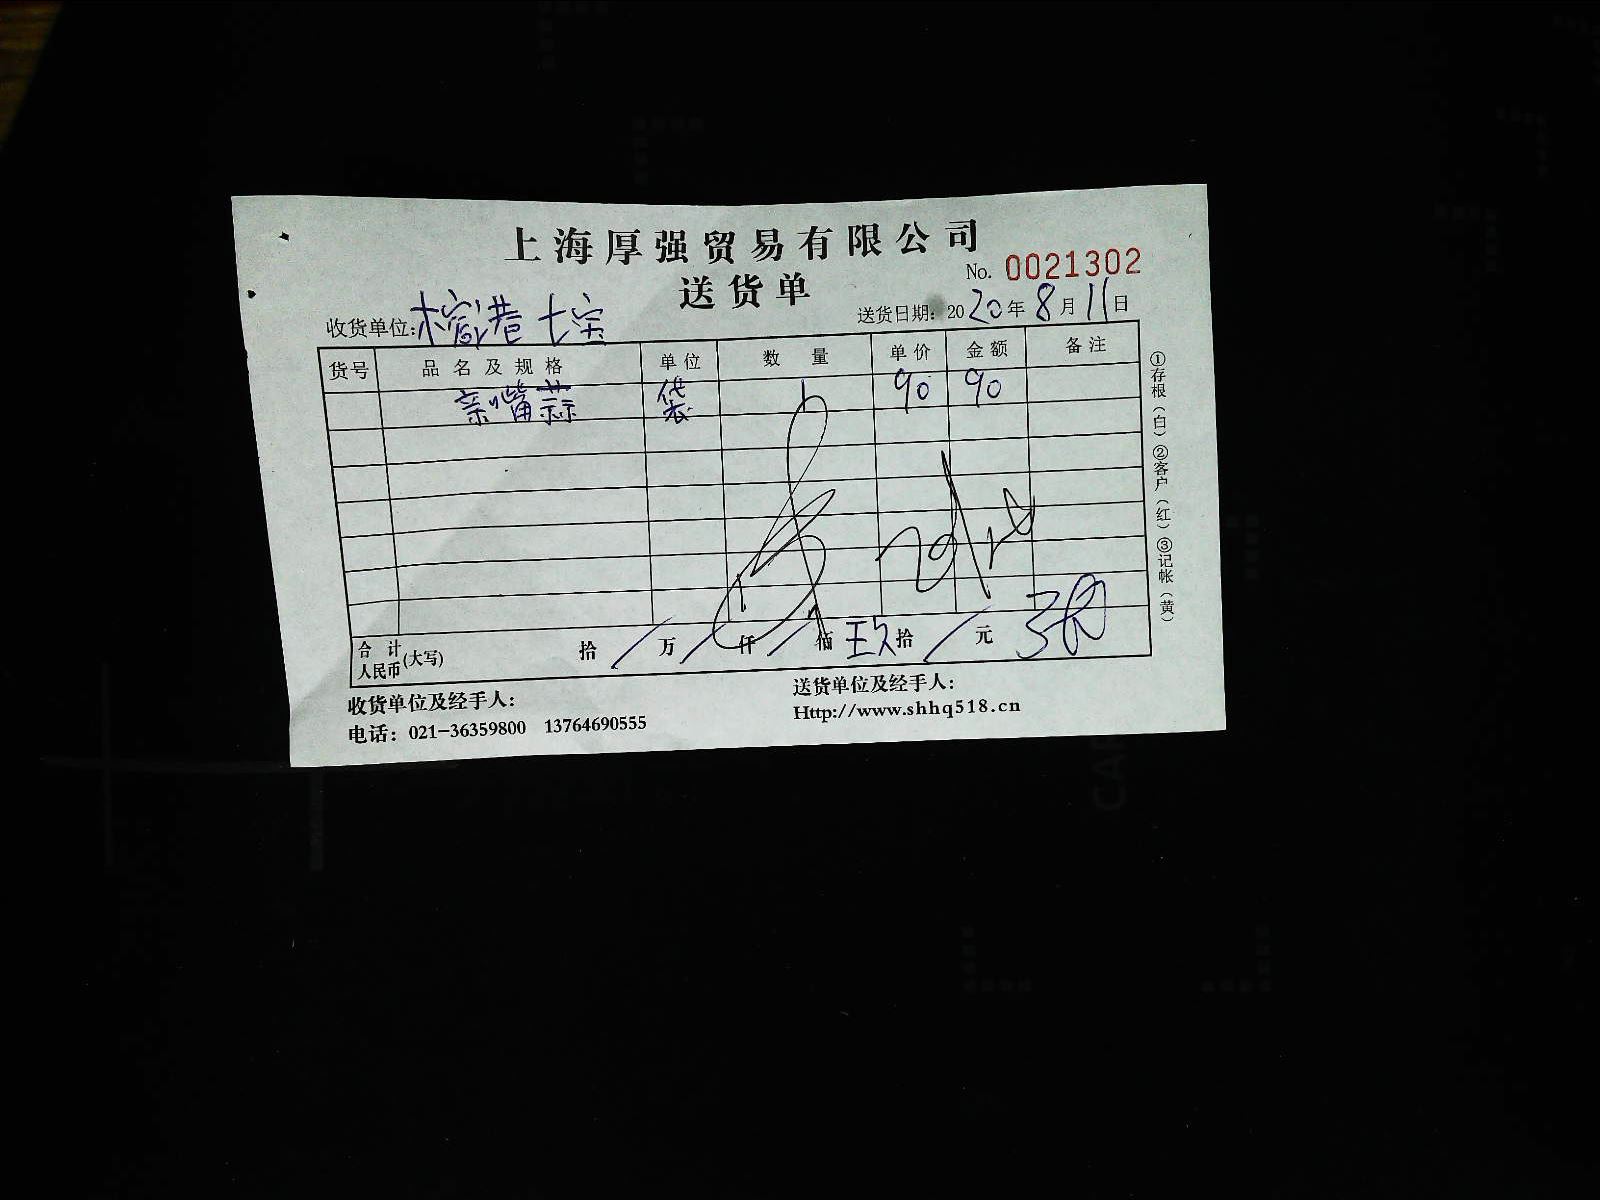 上海厚强贸易有限公司
送货单
No. 0021302
收货单位: 七宝
送货日期: 2020年8月11日
货号 品名及规格 单位 数量 单价 金额 备注
亲嘴蒜 袋 1 90 90
合计人民币(大写) 拾/万/仟/佰玖拾/元
收货单位及经手人:
送货单位及经手人:
电话: 021-36359800 13764690555
Http://www.shhq518.cn
①存根(白)②客户(红)③记帐(黄)